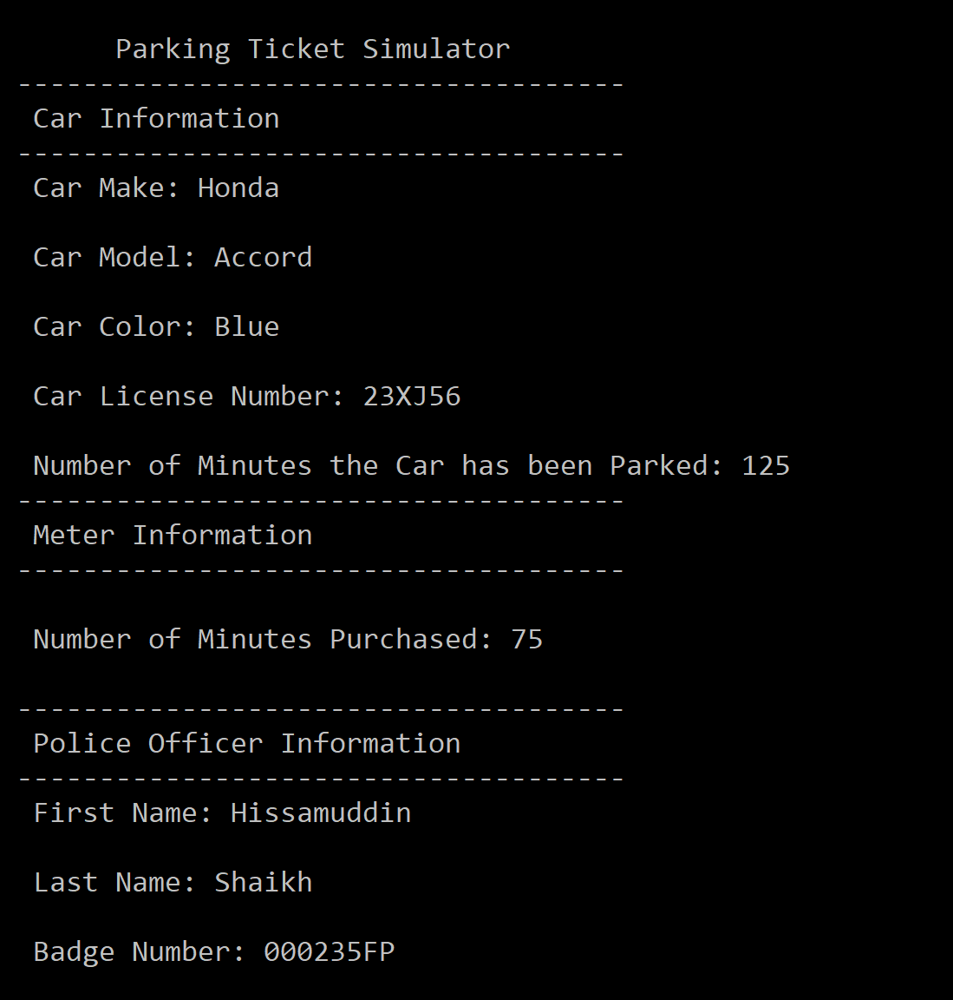 Parking Ticket Simulator
-------------------------------------
Car Information
-------------------------------------
Car Make: Honda
Car Model: Accord
Car Color: Blue
Car License Number: 23XJ56
Number of Minutes the Car has been Parked: 125
-------------------------------------
Meter Information
-------------------------------------
Number of Minutes Purchased: 75
-------------------------------------
Police Officer Information
-------------------------------------
First Name: Hissamuddin
Last Name: Shaikh
Badge Number: 000235FP